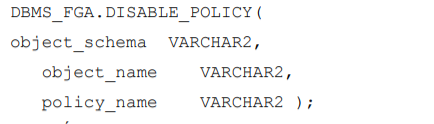 DBMS_FGA.DISABLE_POLICY(
object_schema VARCHAR2,
object_name VARCHAR2,
policy_name VARCHAR2 );